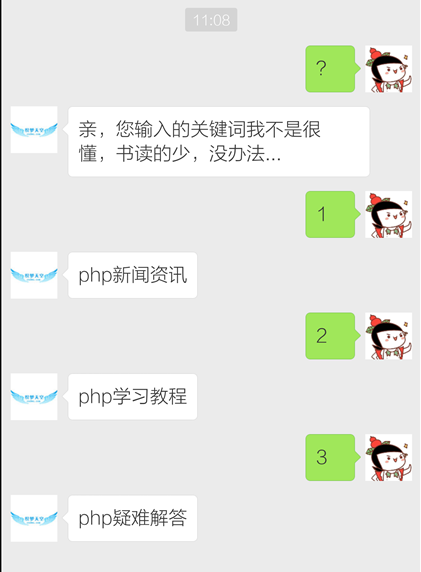 11:08
?
亲，您输入的关键词我不是很
懂，书读的少，没办法...
1
php新闻资讯
2
php学习教程
3
php疑难解答